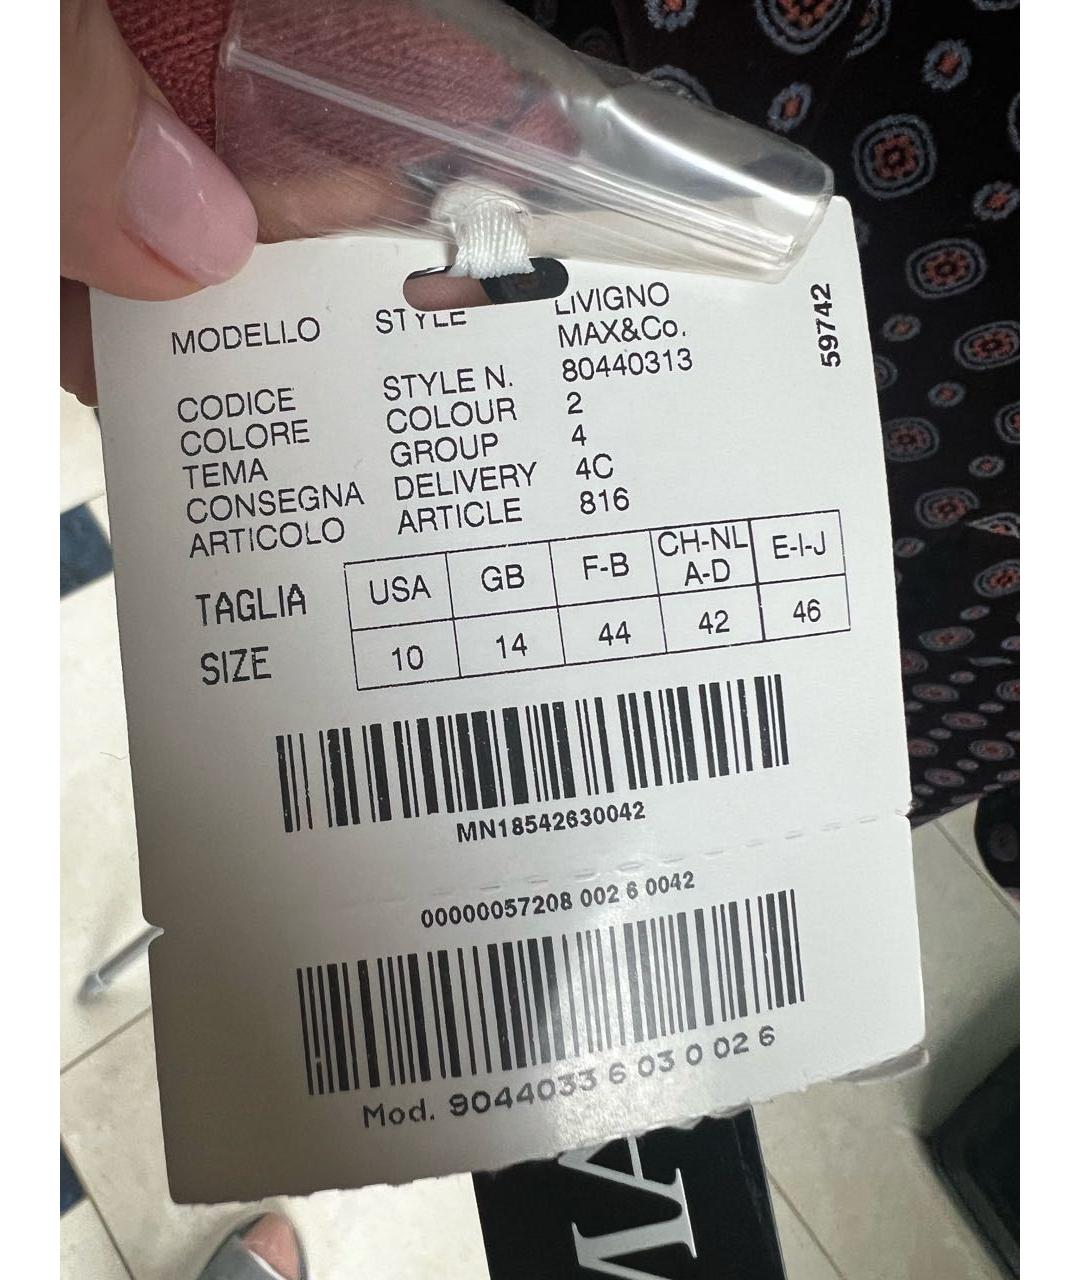 MODELLO STYLE LIVIGNO
MAX&Co.
CODICE STYLE N. 80440313
COLORE COLOUR 2
TEMA GROUP 4
CONSEGNA DELIVERY 4C
ARTICOLO ARTICLE 816
59742
TAGLIA USA GB F-B CH-NL A-D E-I-J
SIZE 10 14 44 42 46
MN18542630042
00000057208 002 6 0042
Mod. 9044033 6 03 0 02 6
M